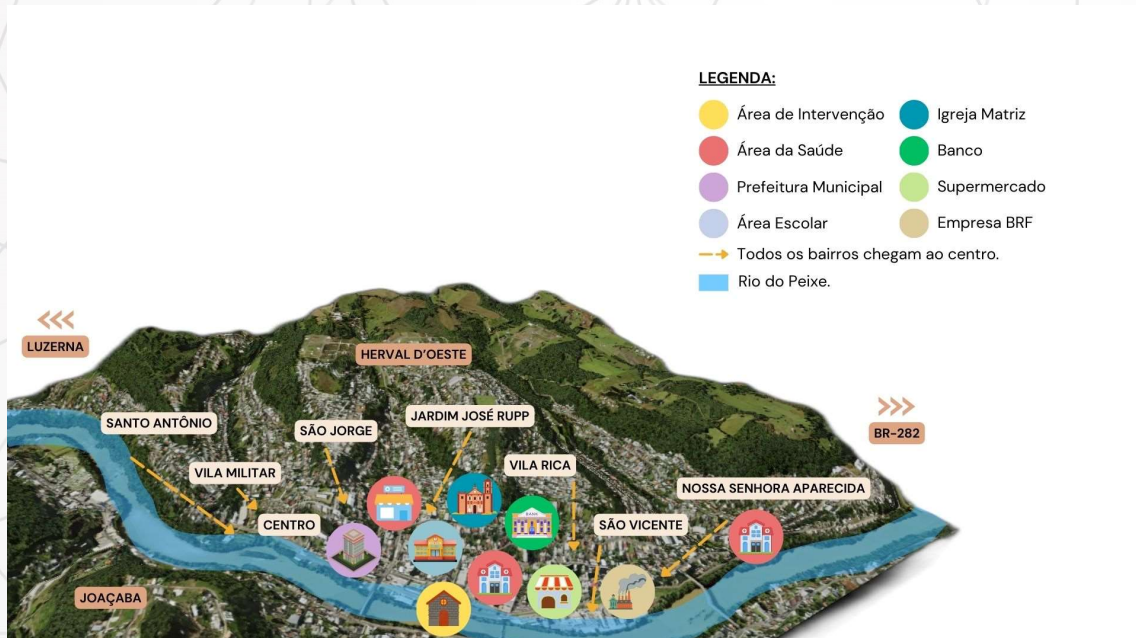 LEGENDA:
Área de Intervenção
Igreja Matriz
Área da Saúde
Banco
Prefeitura Municipal
Supermercado
Área Escolar
Empresa BRF
Todos os bairros chegam ao centro.
Rio do Peixe.
<<<
LUZERNA
HERVAL D'OESTE
>>>
BR-282
SANTO ANTÔNIO
SÃO JORGE
JARDIM JOSÉ RUPP
VILA MILITAR
VILA RICA
NOSSA SENHORA APARECIDA
CENTRO
SÃO VICENTE
BANK
JOAÇABA